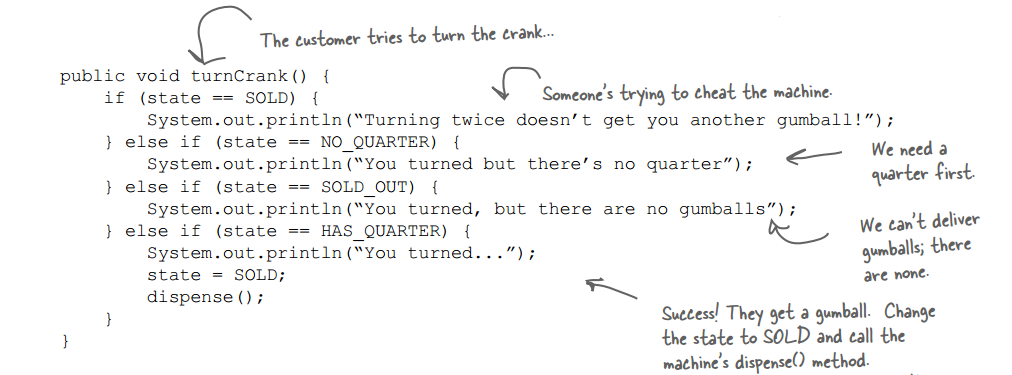 The customer tries to turn the crank...
public void turnCrank() {
if (state == SOLD) {
Someone's trying to cheat the machine.
System.out.println(“Turning twice doesn’t get you another gumball!”);
} else if (state == NO_QUARTER) {
System.out.println(“You turned but there’s no quarter”);
We need a
quarter first.
} else if (state == SOLD_OUT) {
System.out.println(“You turned, but there are no gumballs”);
We can't deliver
gumballs; there
are none.
} else if (state == HAS_QUARTER) {
System.out.println(“You turned...”);
state = SOLD;
dispense();
}
}
Success! They get a gumball. Change
the state to SOLD and call the
machine's dispense() method.